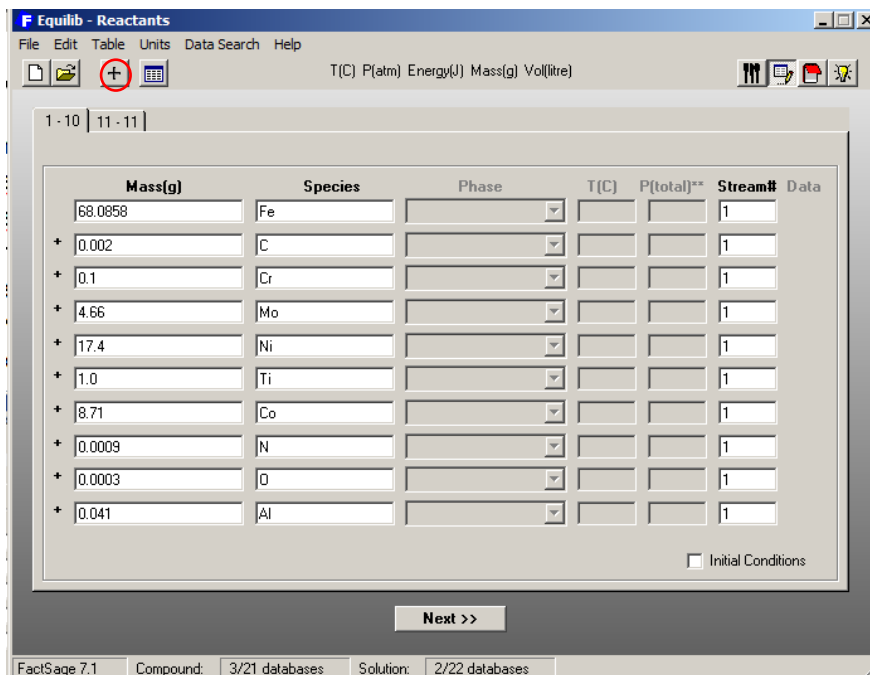 F Equilib - Reactants
File Edit Table Units Data Search Help
+ T(C) P(atm) Energy(J) Mass(g) Vol(litre)
1 - 10 11 - 11
Mass(g) Species Phase T(C) P(total)** Stream# Data
68.0858 Fe 1
+ 0.002 C 1
+ 0.1 Cr 1
+ 4.66 Mo 1
+ 17.4 Ni 1
+ 1.0 Ti 1
+ 8.71 Co 1
+ 0.0009 N 1
+ 0.0003 O 1
+ 0.041 Al 1
Initial Conditions
Next >>
FactSage 7.1 Compound: 3/21 databases Solution: 2/22 databases